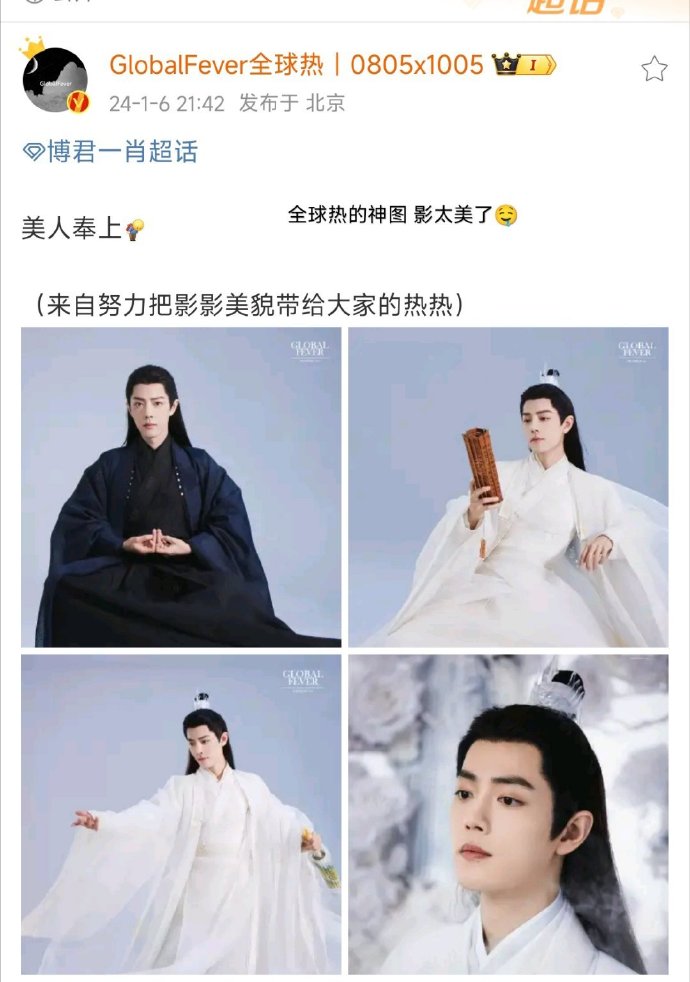 超话
GlobalFever全球热丨0805x1005
I
24-1-6 21:42 发布于 北京
博君一肖超话
全球热的神图 影太美了🤤
美人奉上
（来自努力把影影美貌带给大家的热热）
GLOBAL
FEVER
GLOBAL
FEVER
GLOBAL
FEVER
GlobalFever